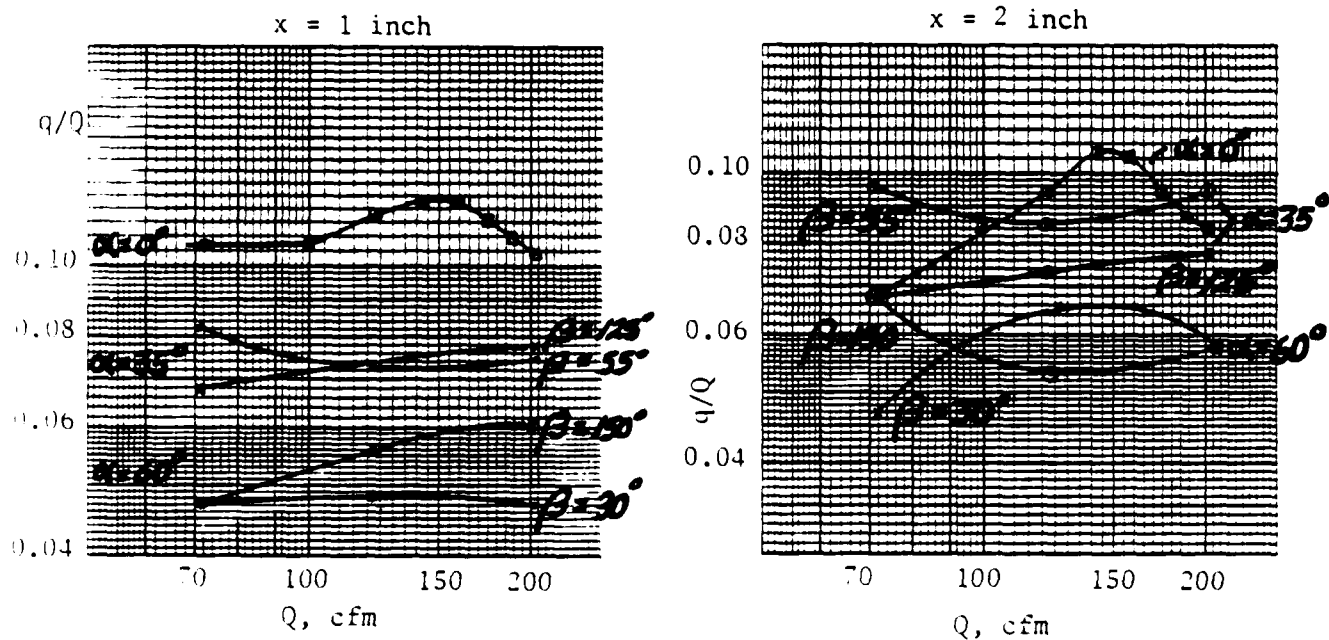 x = 1 inch
q/Q
α=0°
0.10
0.08
β=125°
α=35°
β=55°
0.06
β=150°
α=60°
β=30°
0.04
70 100 150 200
Q, cfm
x = 2 inch
α=0°
0.10
β=55°
α=35°
0.08
β=125°
β=150
0.06
α=60°
q/Q
β=30°
0.04
70 100 150 200
Q, cfm